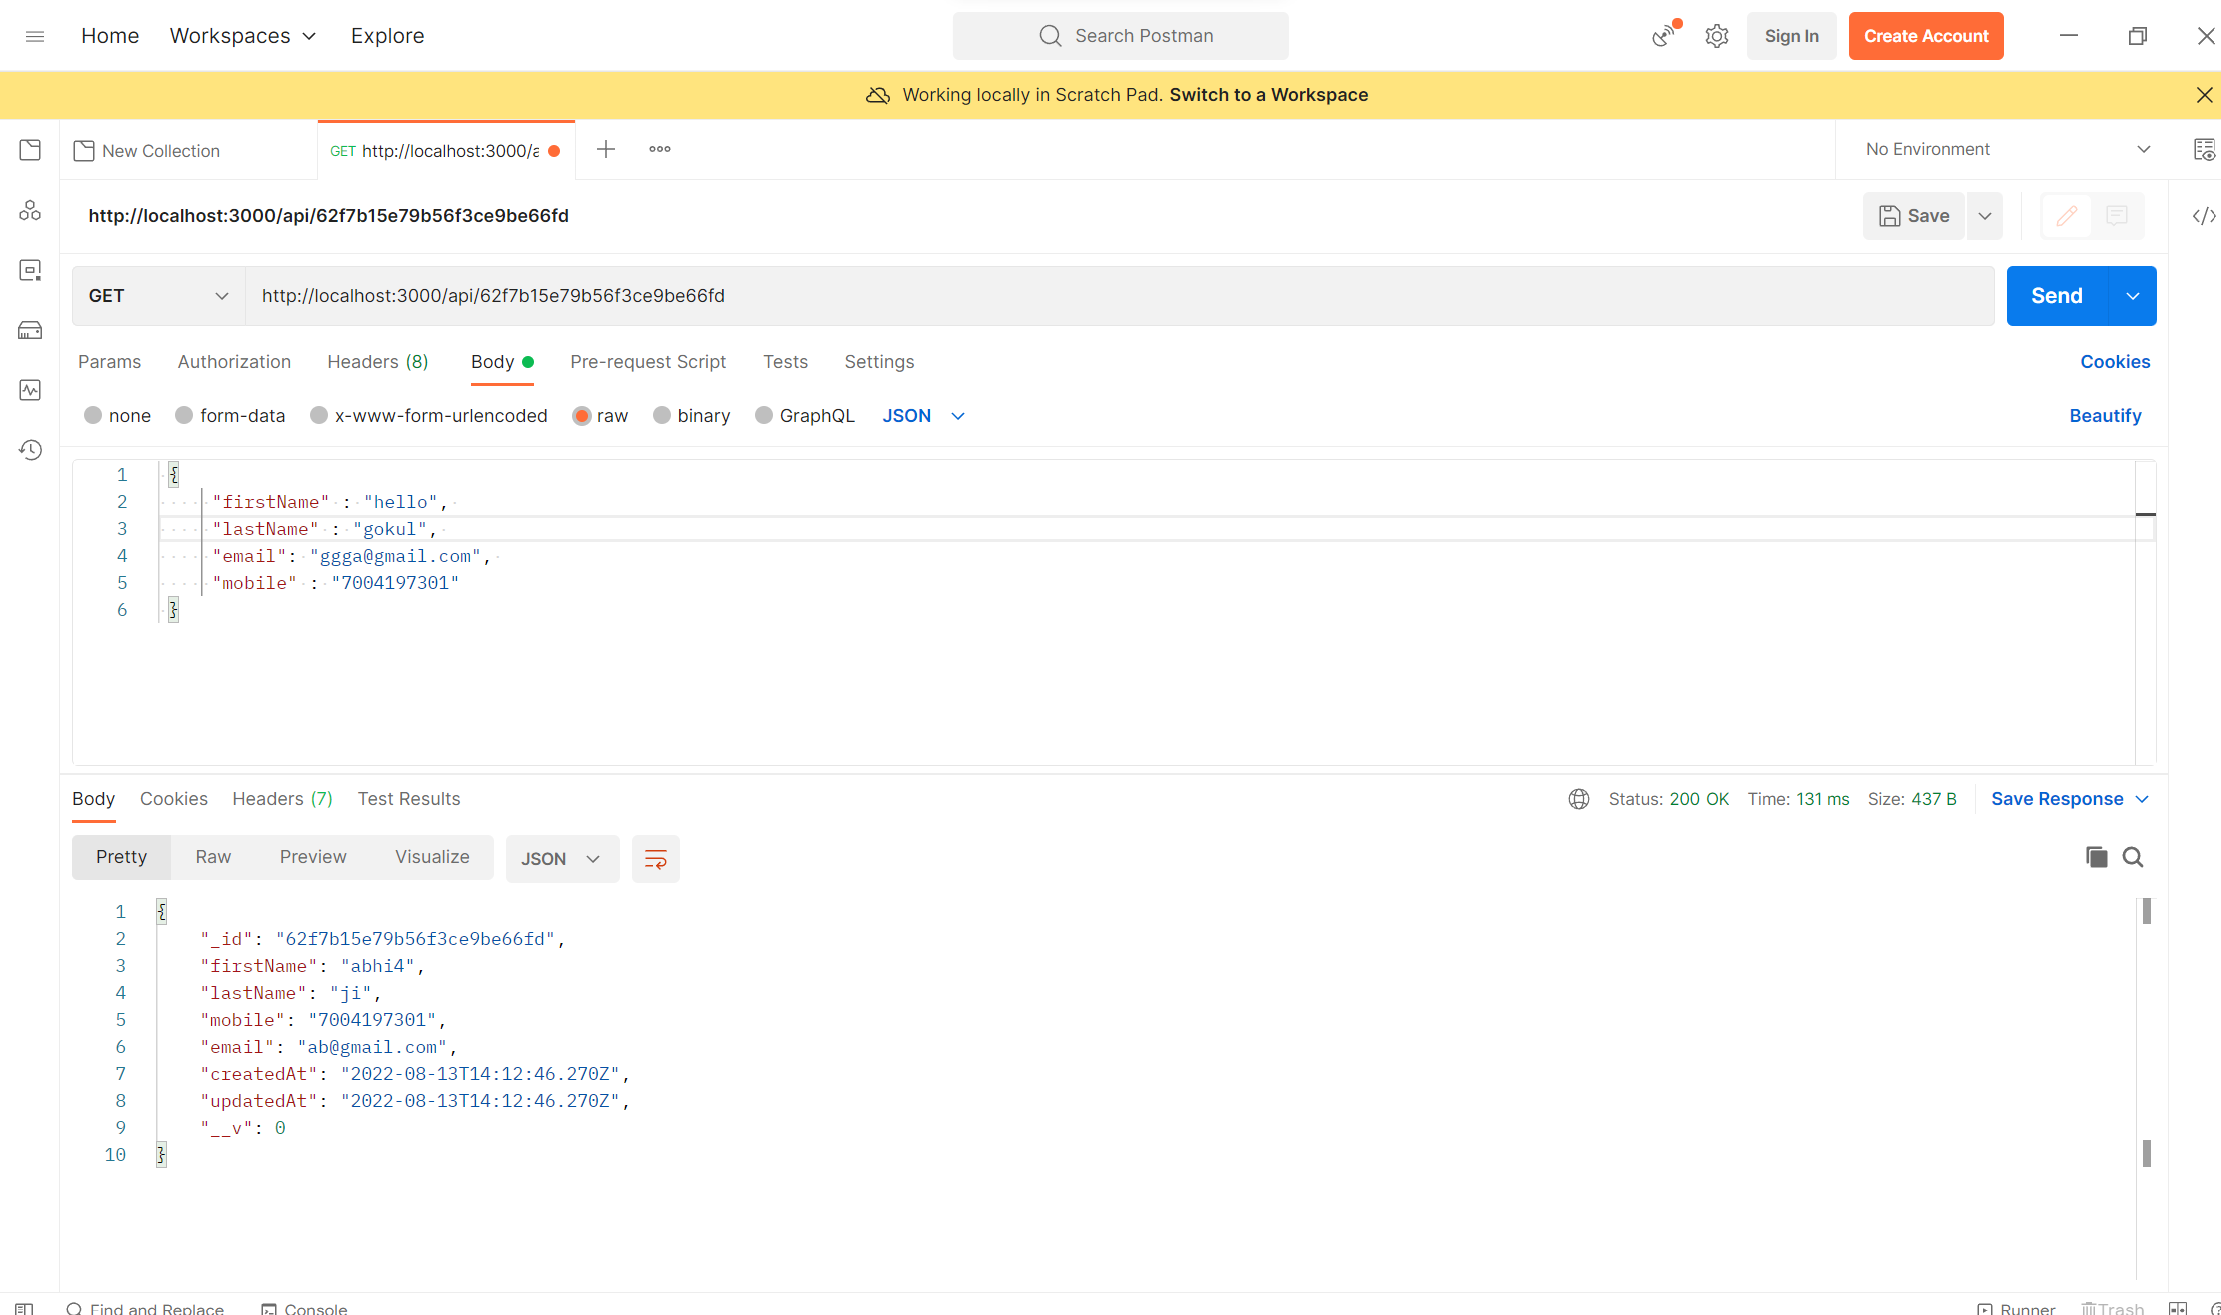 Home Workspaces Explore Search Postman Sign In Create Account
Working locally in Scratch Pad. Switch to a Workspace
New Collection GET http://localhost:3000/a No Environment
http://localhost:3000/api/62f7b15e79b56f3ce9be66fd Save
GET http://localhost:3000/api/62f7b15e79b56f3ce9be66fd Send
Params Authorization Headers (8) Body Pre-request Script Tests Settings Cookies
none form-data x-www-form-urlencoded raw binary GraphQL JSON Beautify
1 {
2 "firstName" : "hello",
3 "lastName" : "gokul",
4 "email": "ggga@gmail.com",
5 "mobile" : "7004197301"
6 }
Body Cookies Headers (7) Test Results Status: 200 OK Time: 131 ms Size: 437 B Save Response
Pretty Raw Preview Visualize JSON
1 {
2 "_id": "62f7b15e79b56f3ce9be66fd",
3 "firstName": "abhi4",
4 "lastName": "ji",
5 "mobile": "7004197301",
6 "email": "ab@gmail.com",
7 "createdAt": "2022-08-13T14:12:46.270Z",
8 "updatedAt": "2022-08-13T14:12:46.270Z",
9 "__v": 0
10 }
Find and Replace Console Runner Trash